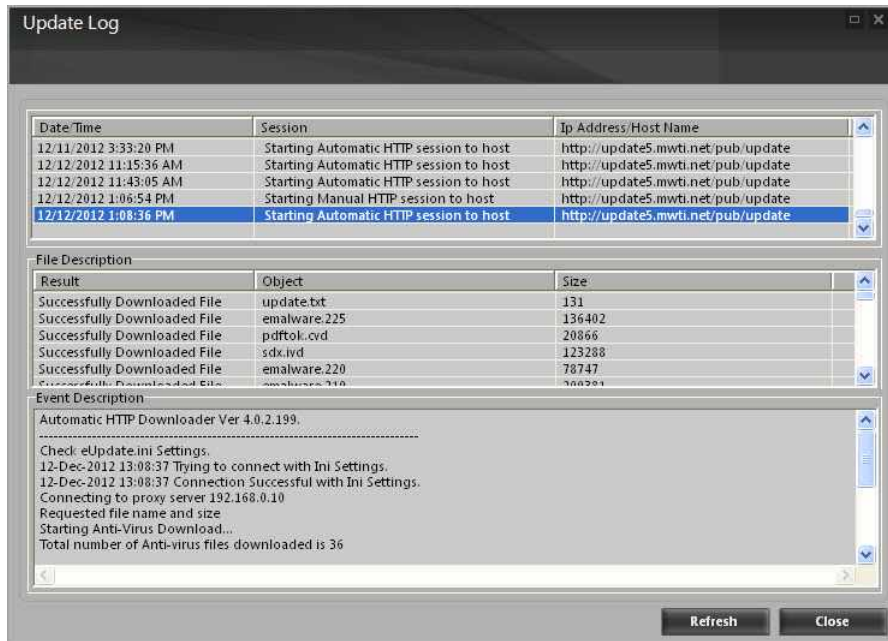 Update Log
Date/Time Session Ip Address/Host Name
12/11/2012 3:33:20 PM Starting Automatic HTTP session to host http://update5.mwti.net/pub/update
12/12/2012 11:15:36 AM Starting Automatic HTTP session to host http://update5.mwti.net/pub/update
12/12/2012 11:43:05 AM Starting Automatic HTTP session to host http://update5.mwti.net/pub/update
12/12/2012 1:06:54 PM Starting Manual HTTP session to host http://update5.mwti.net/pub/update
12/12/2012 1:08:36 PM Starting Automatic HTTP session to host http://update5.mwti.net/pub/update
File Description
Result Object Size
Successfully Downloaded File update.txt 131
Successfully Downloaded File emalware.225 136402
Successfully Downloaded File pdftok.cvd 20866
Successfully Downloaded File sdx.ivd 123288
Successfully Downloaded File emalware.220 78747
Successfully Downloaded File
Event Description
Automatic HTTP Downloader Ver 4.0.2.199.
--------------------------------------------------------------------------------
Check eUpdate.ini Settings.
12-Dec-2012 13:08:37 Trying to connect with Ini Settings.
12-Dec-2012 13:08:37 Connection Successful with Ini Settings.
Connecting to proxy server 192.168.0.10
Requested file name and size
Starting Anti-Virus Download...
Total number of Anti-virus files downloaded is 36
Refresh Close